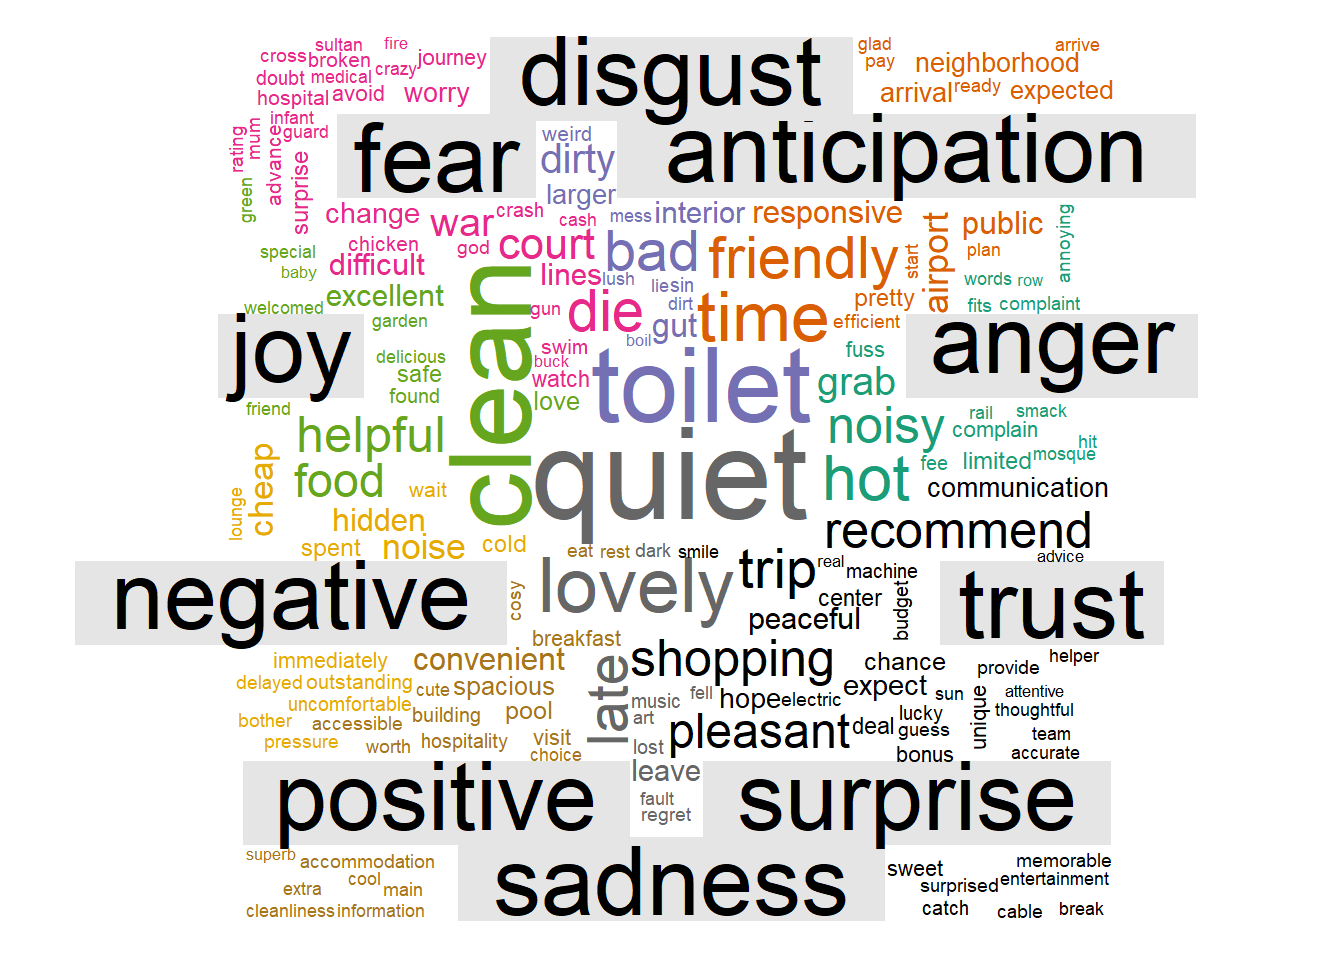 disgust
sultan
fire
cross
broken
journey
doubt
medical
crazy
hospital
avoid
worry
glad
arrive
pay
neighborhood
arrival
ready
expected
fear
anticipation
infant
guard
mum
rating
advance
surprise
green
weird
dirty
larger
change
war
crash
cash
mess
interior
responsive
airport
public
annoying
special
chicken
god
court
bad
friendly
start
plan
baby
difficult
lines
lush
liesin
words
row
welcomed
excellent
gun
die
dirt
time
pretty
fits
complaint
garden
gut
efficient
joy
clean
swim
boil
anger
delicious
buck
toilet
fuss
safe
watch
grab
found
love
friend
helpful
noisy
rail
smack
complain
hit
cheap
food
wait
quiet
hot
fee
limited
mosque
lounge
communication
hidden
recommend
spent
noise
cold
eat
rest
dark
smile
advice
negative
cosy
lovely
trip
real
machine
trust
center
budget
peaceful
breakfast
immediately
convenient
late
shopping
chance
provide
helper
delayed
outstanding
cute
spacious
music
fell
hope
electric
expect
sun
attentive
uncomfortable
unique
thoughtful
bother
accessible
building
pool
art
pleasant
deal
lucky
guess
team
pressure
worth
hospitality
visit
lost
bonus
accurate
choice
leave
positive
fault
surprise
regret
superb
accommodation
sadness
sweet
memorable
cool
entertainment
extra
main
surprised
cleanliness
information
catch
cable
break